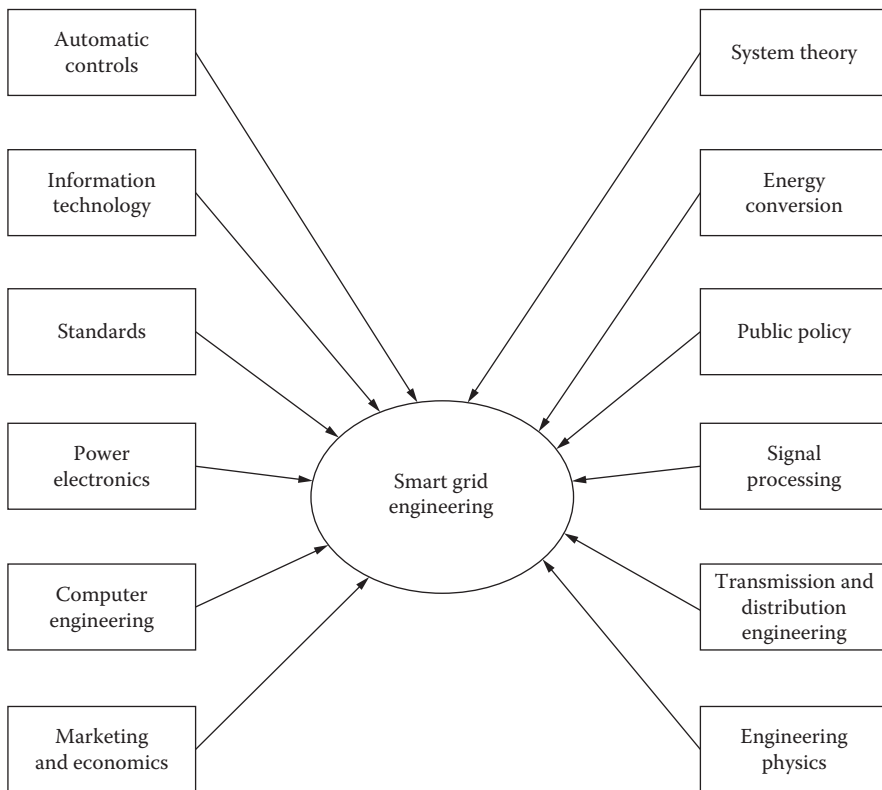 Automatic
controls
Information
technology
Standards
Power
electronics
Computer
engineering
Marketing
and economics
Smart grid
engineering
System theory
Energy
conversion
Public policy
Signal
processing
Transmission and
distribution
engineering
Engineering
physics